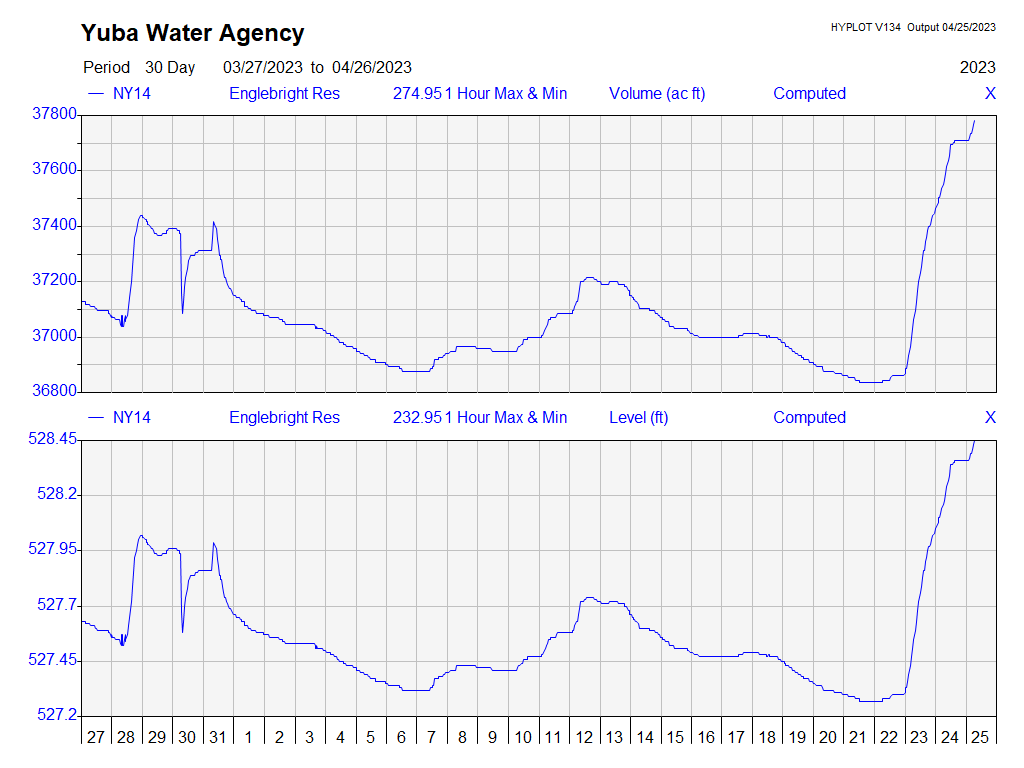 Yuba Water Agency
HYPLOT V134 Output 04/25/2023
Period 30 Day 03/27/2023 to 04/26/2023 2023
NY14 Englebright Res 274.95 1 Hour Max & Min Volume (ac ft) Computed X
37800
37600
37400
37200
37000
36800
NY14 Englebright Res 232.95 1 Hour Max & Min Level (ft) Computed X
528.45
528.2
527.95
527.7
527.45
527.2
27 28 29 30 31 1 2 3 4 5 6 7 8 9 10 11 12 13 14 15 16 17 18 19 20 21 22 23 24 25